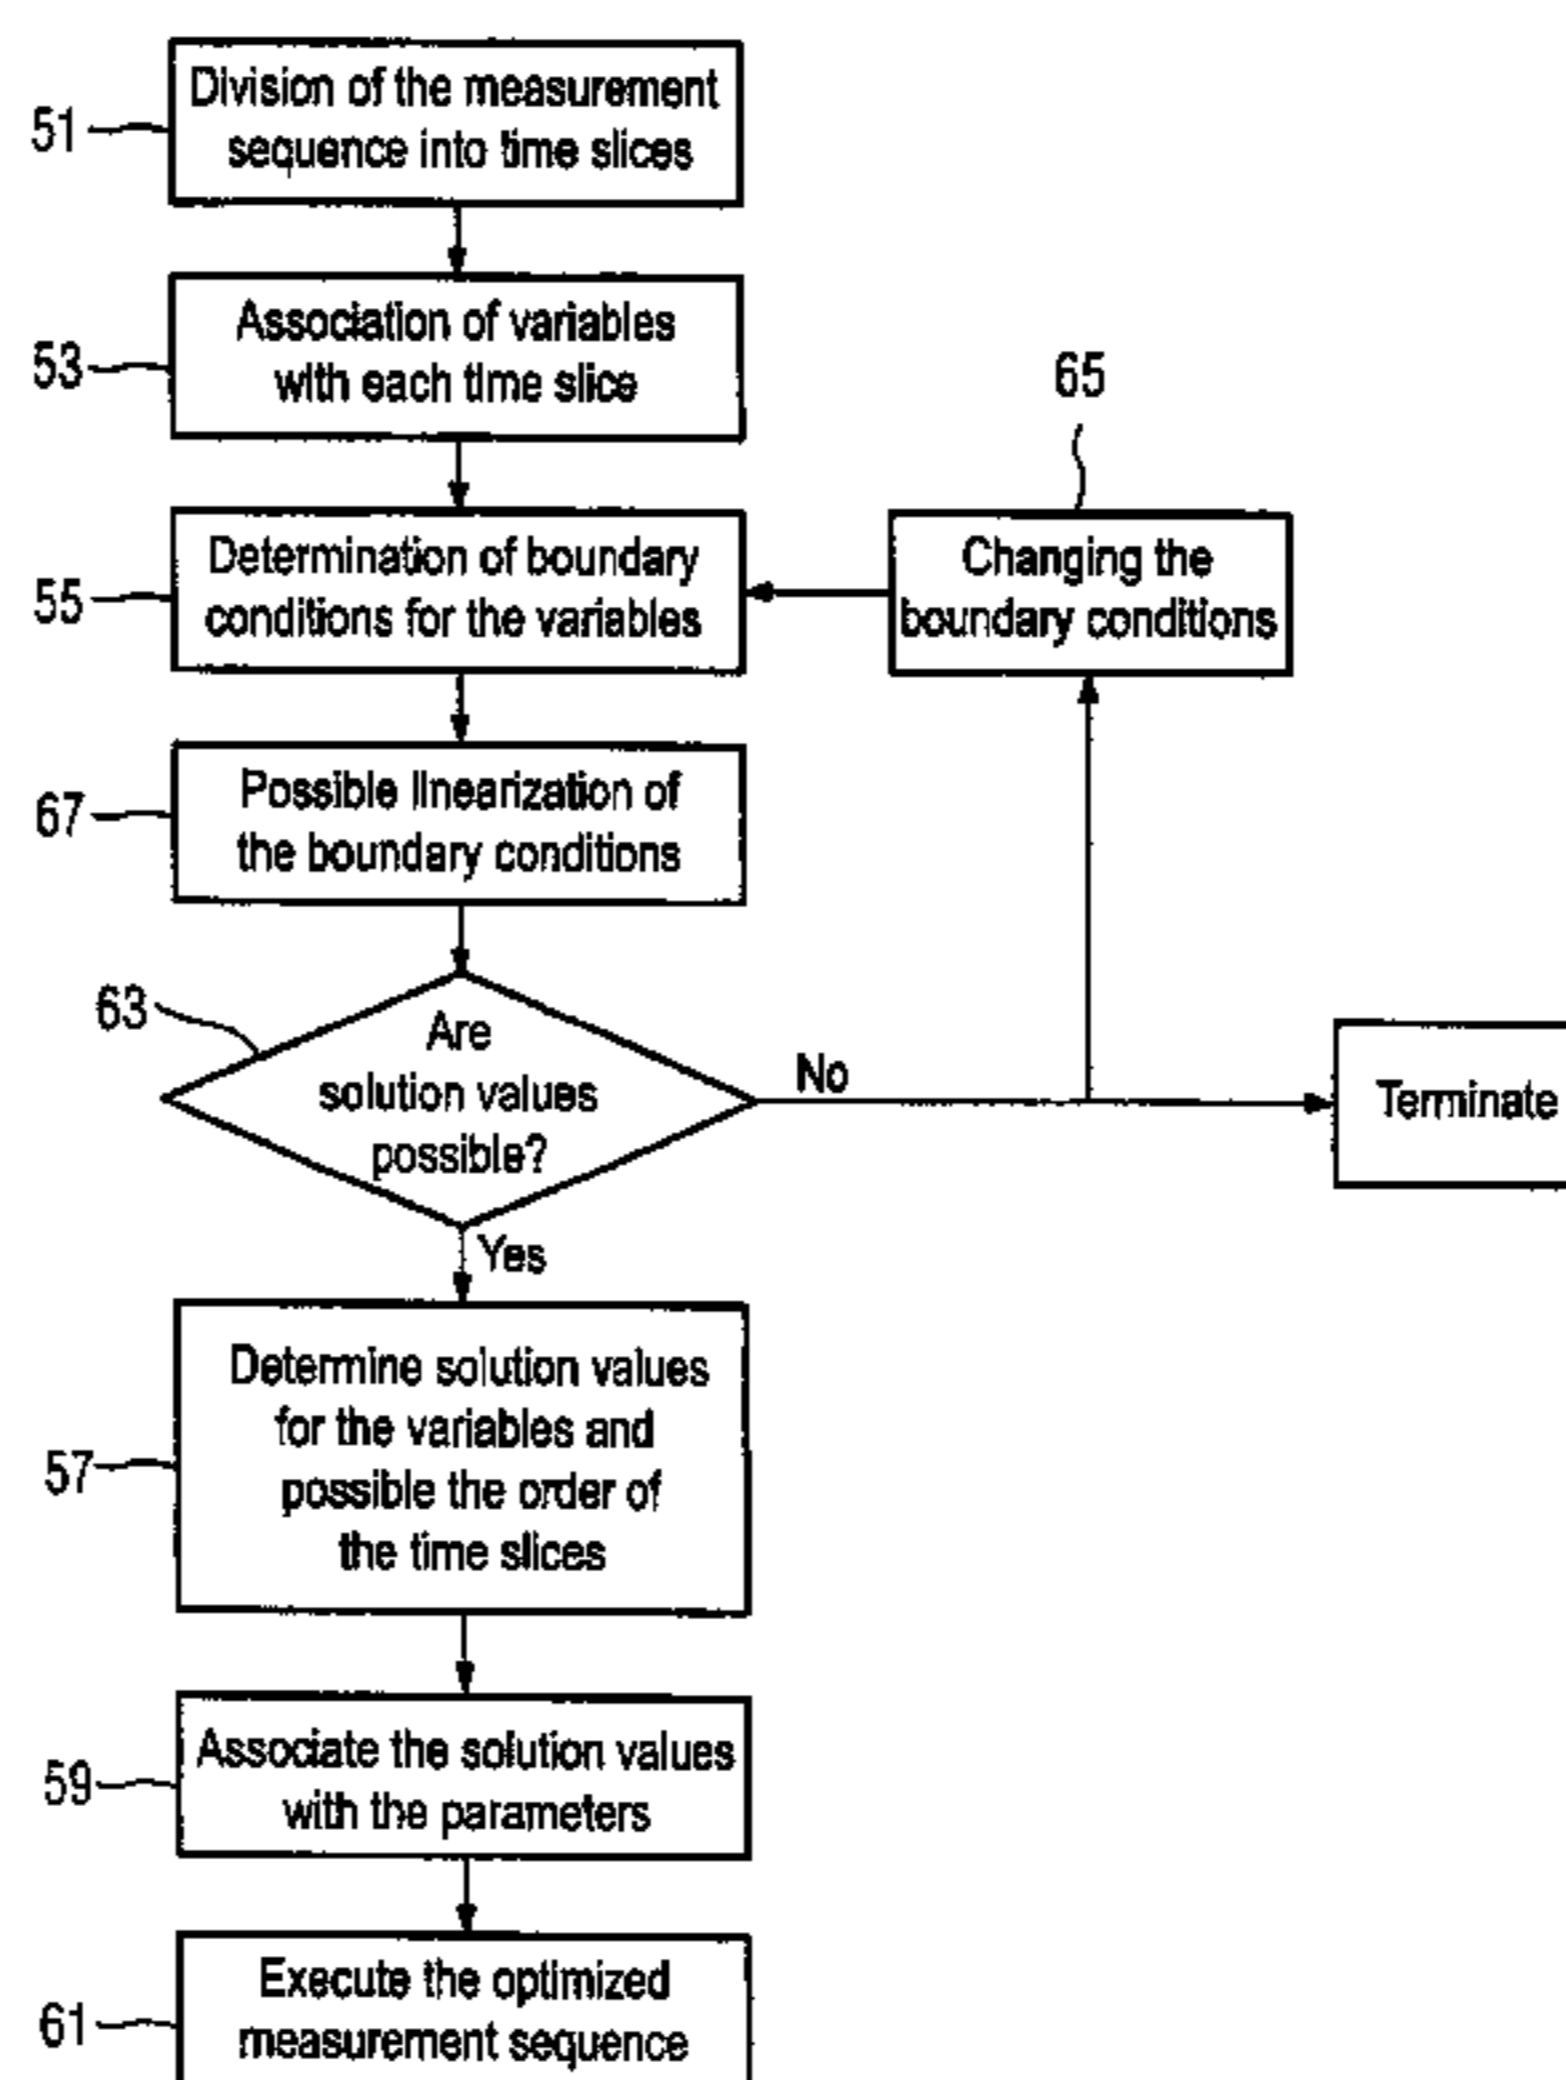 51
Division of the measurement
sequence into time slices
53
Association of variables
with each time slice
65
55
Determination of boundary
conditions for the variables
Changing the
boundary conditions
67
Possible linearization of
the boundary conditions
63
Are
solution values
possible?
No
Terminate
Yes
57
Determine solution values
for the variables and
possible the order of
the time slices
59
Associate the solution values
with the parameters
61
Execute the optimized
measurement sequence